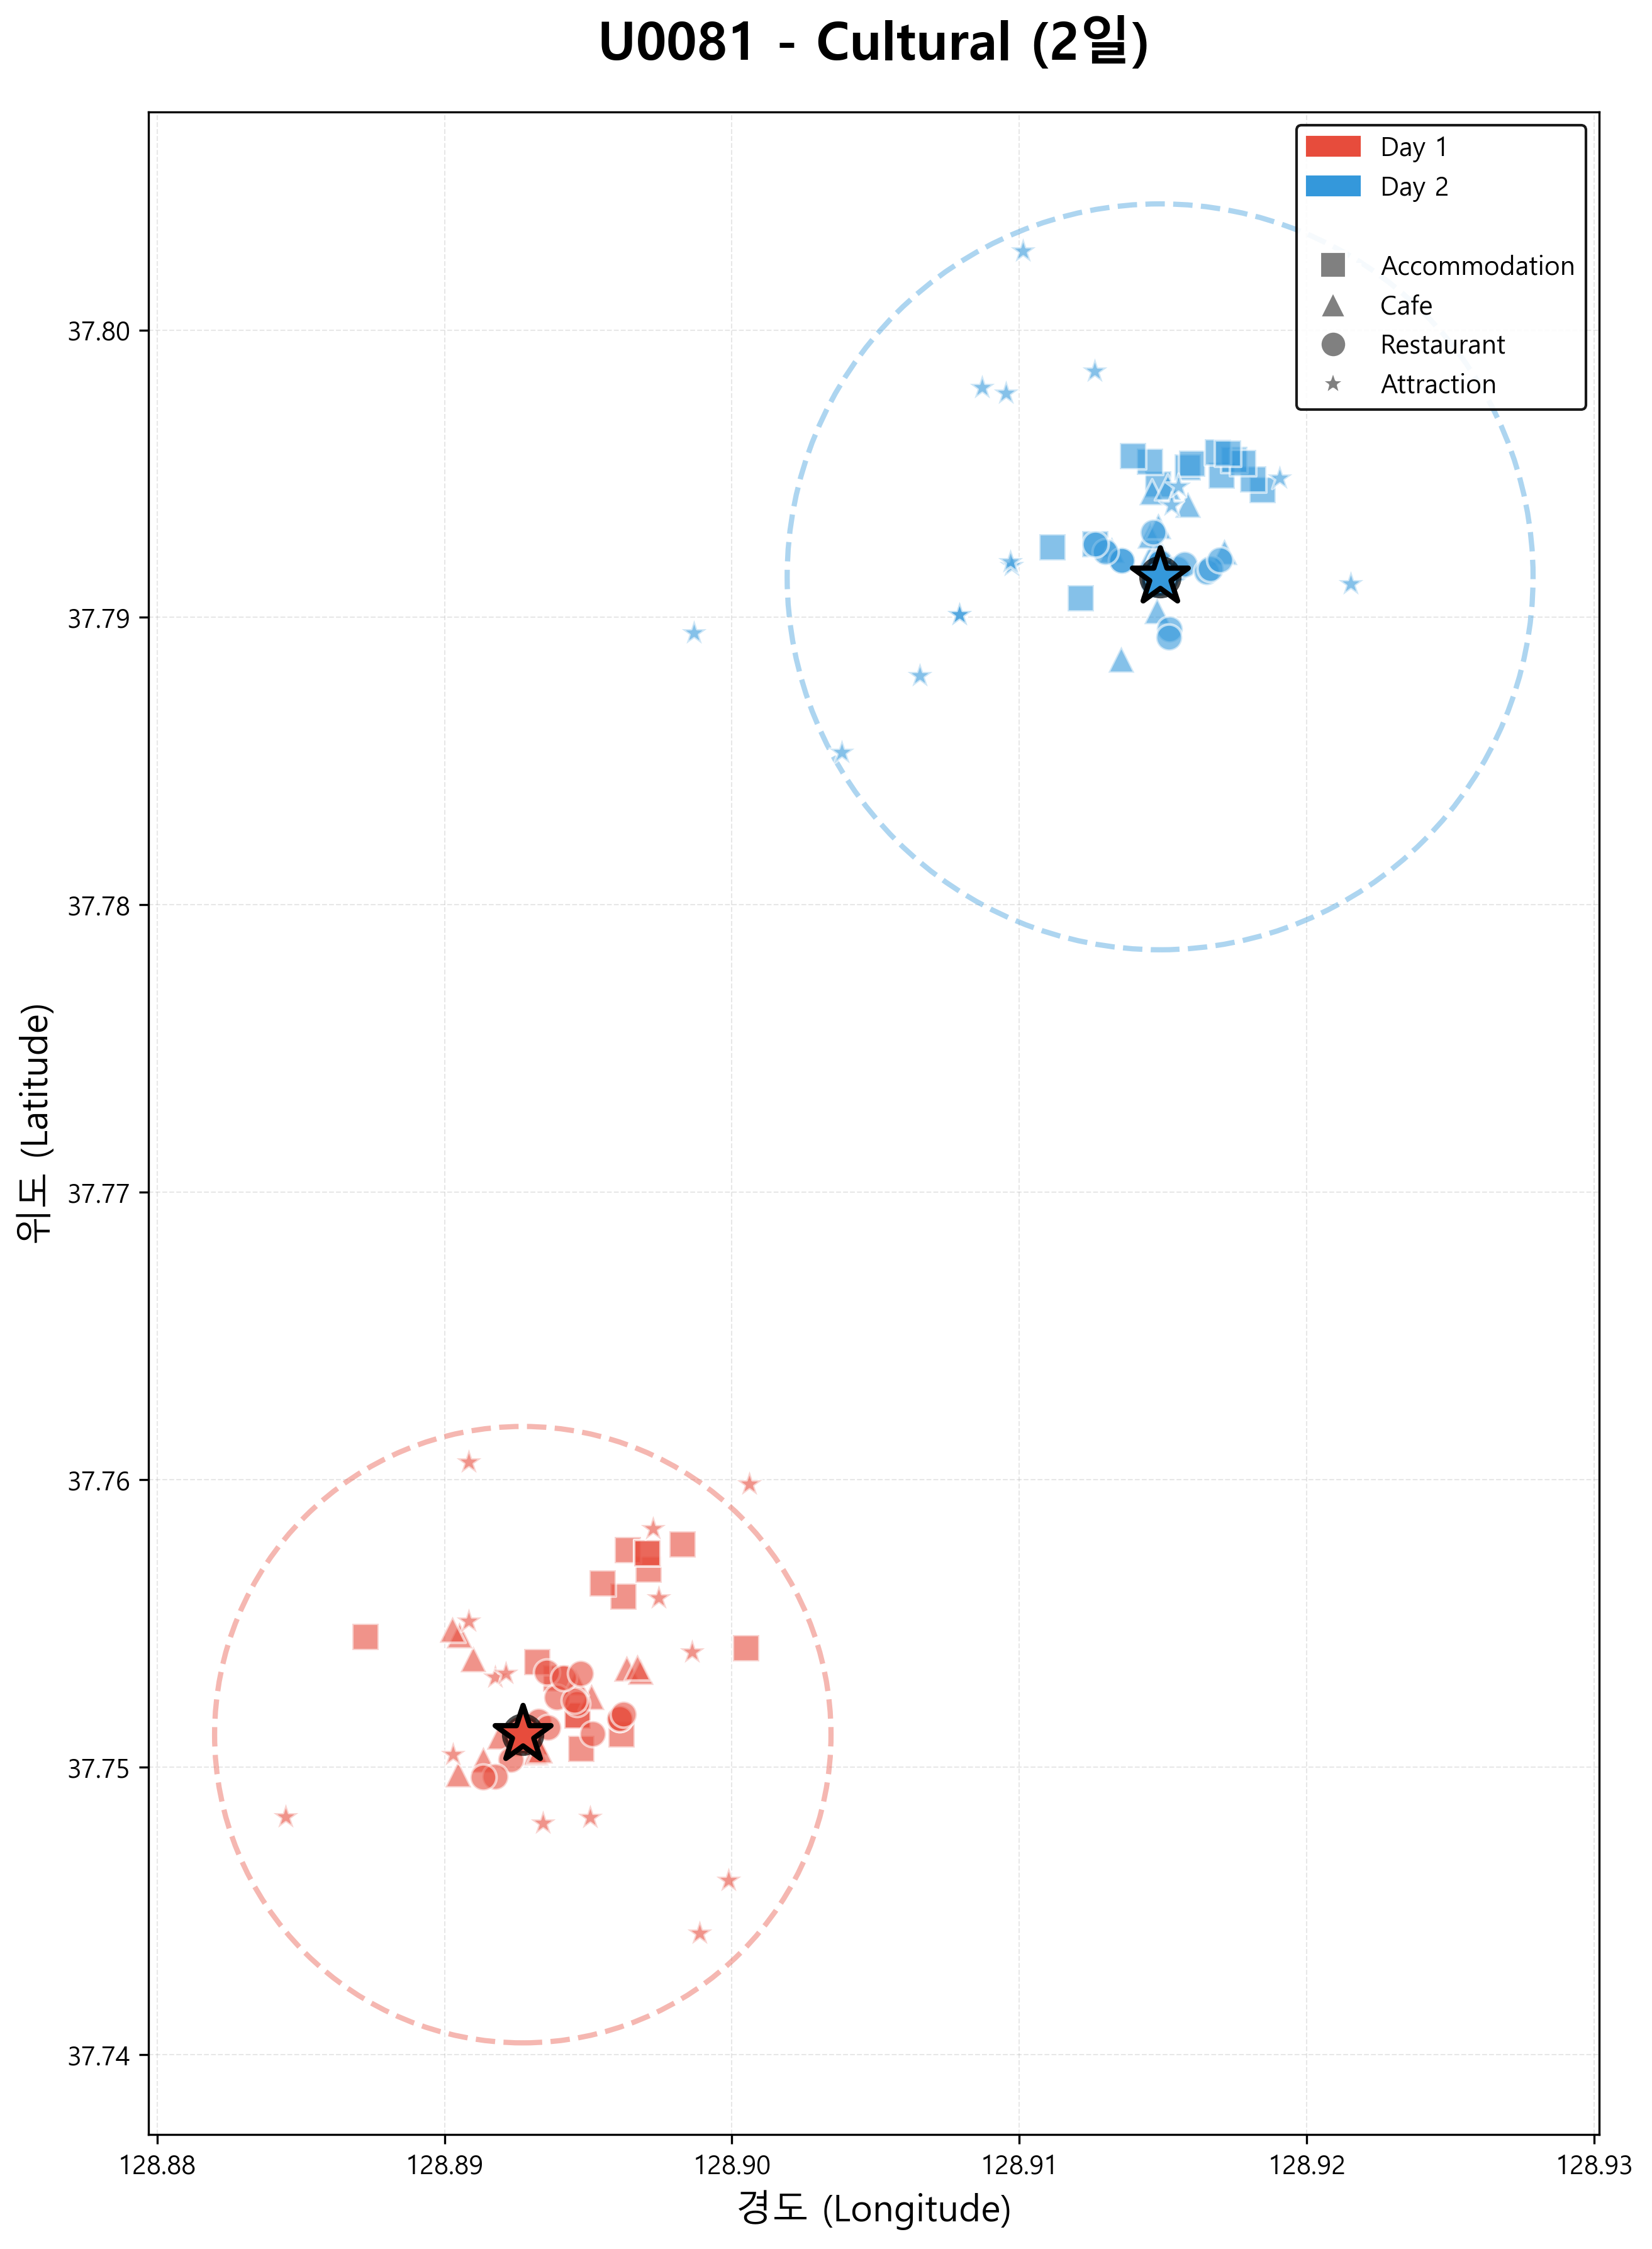 U0081 - Cultural (2일)
Day 1
Day 2
Accommodation
Cafe
Restaurant
Attraction
위도 (Latitude)
37.80
37.79
37.78
37.77
37.76
37.75
37.74
128.88
128.89
128.90
128.91
128.92
128.93
경도 (Longitude)